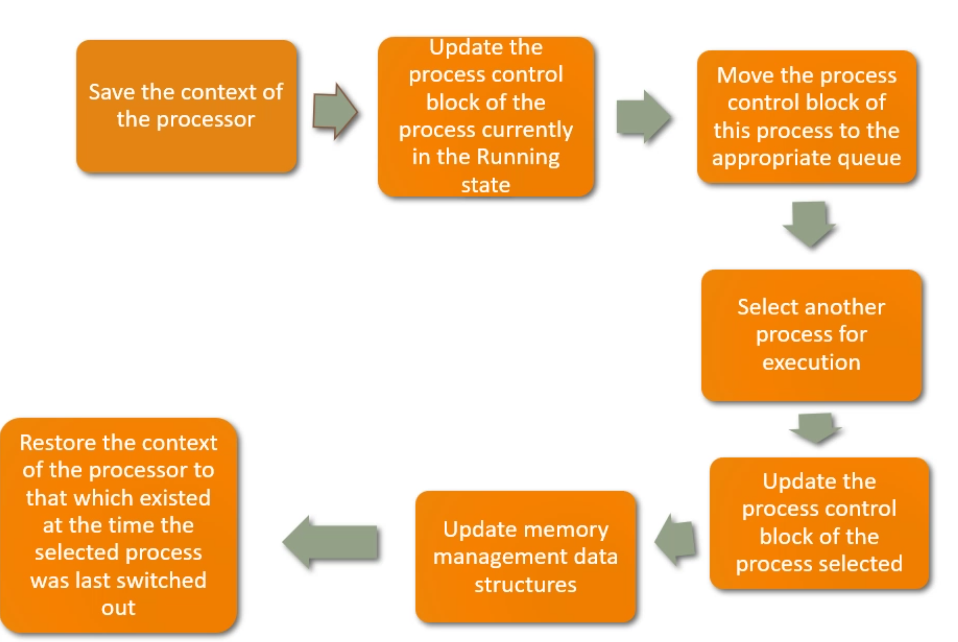 Save the context of
the processor
Update the
process control
block of the
process currently
in the Running
state
Move the process
control block of
this process to the
appropriate queue
Select another
process for
execution
Update the
process control
block of the
process selected
Update memory
management data
structures
Restore the context
of the processor to
that which existed
at the time the
selected process
was last switched
out